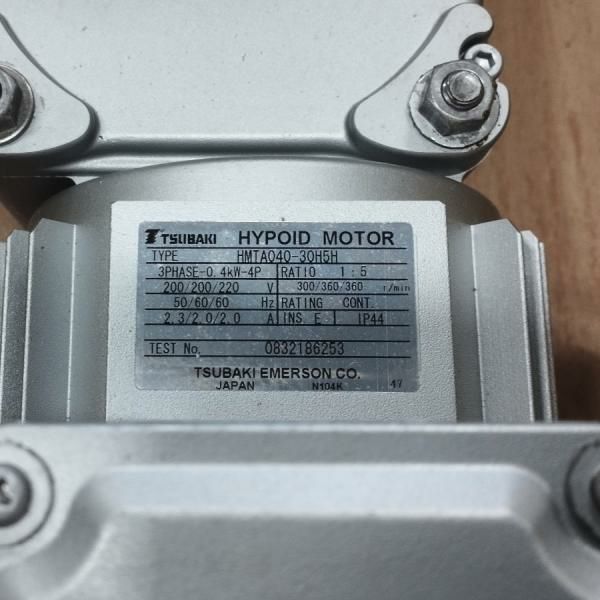 TSUBAKI HYPOID MOTOR
TYPE HMTA040-30H5H
3PHASE-0.4kW-4P RATIO 1:5
200/200/220 V 300/360/360 r/min
50/60/60 Hz RATING CONT.
2.3/2.0/2.0 A INS. E IP44
TEST No. 0832186253
TSUBAKI EMERSON CO.
JAPAN N104K 47